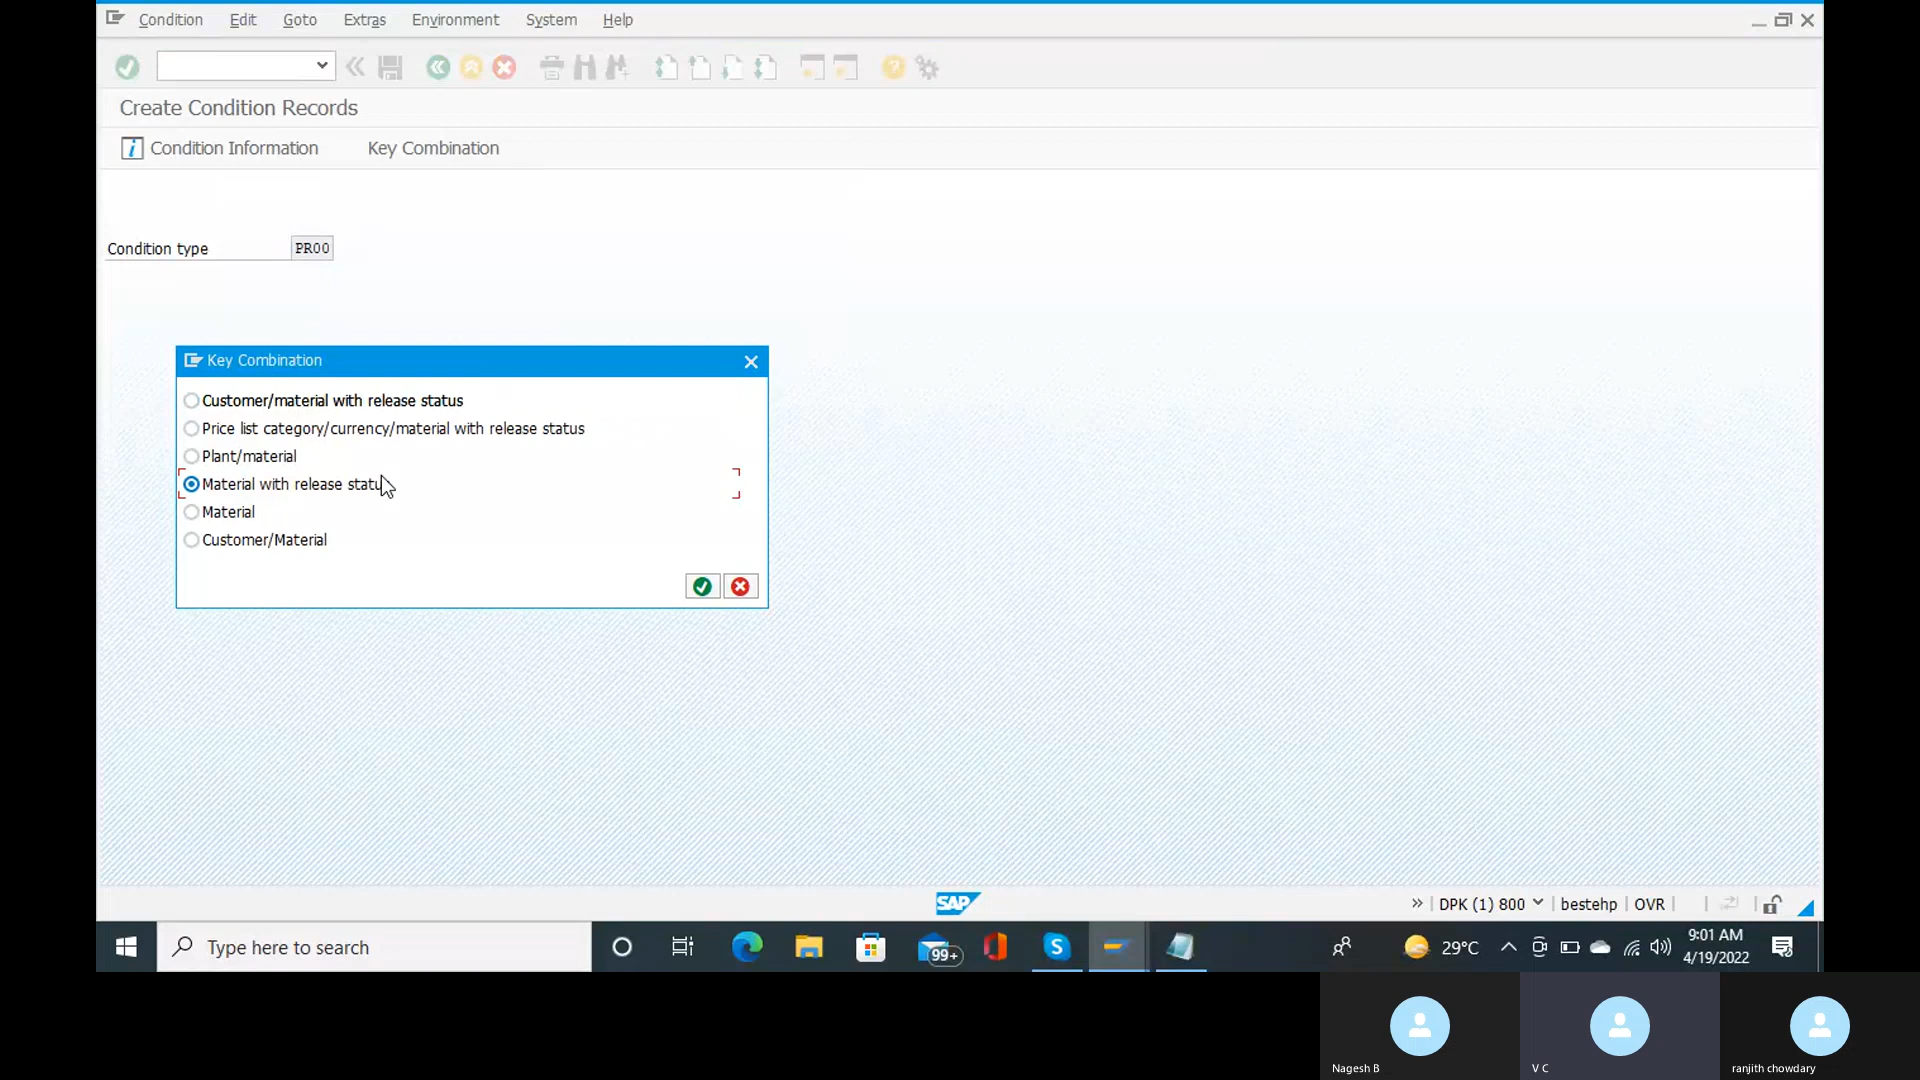 Condition Edit Goto Extras Environment System Help
Create Condition Records
Condition Information Key Combination
Condition type PR00
Key Combination
Customer/material with release status
Price list category/currency/material with release status
Plant/material
Material with release statu
Material
Customer/Material
SAP
DPK (1) 800 bestehp OVR
Type here to search
99+
29°C
9:01 AM
4/19/2022
Nagesh B
V C
ranjith chowdary